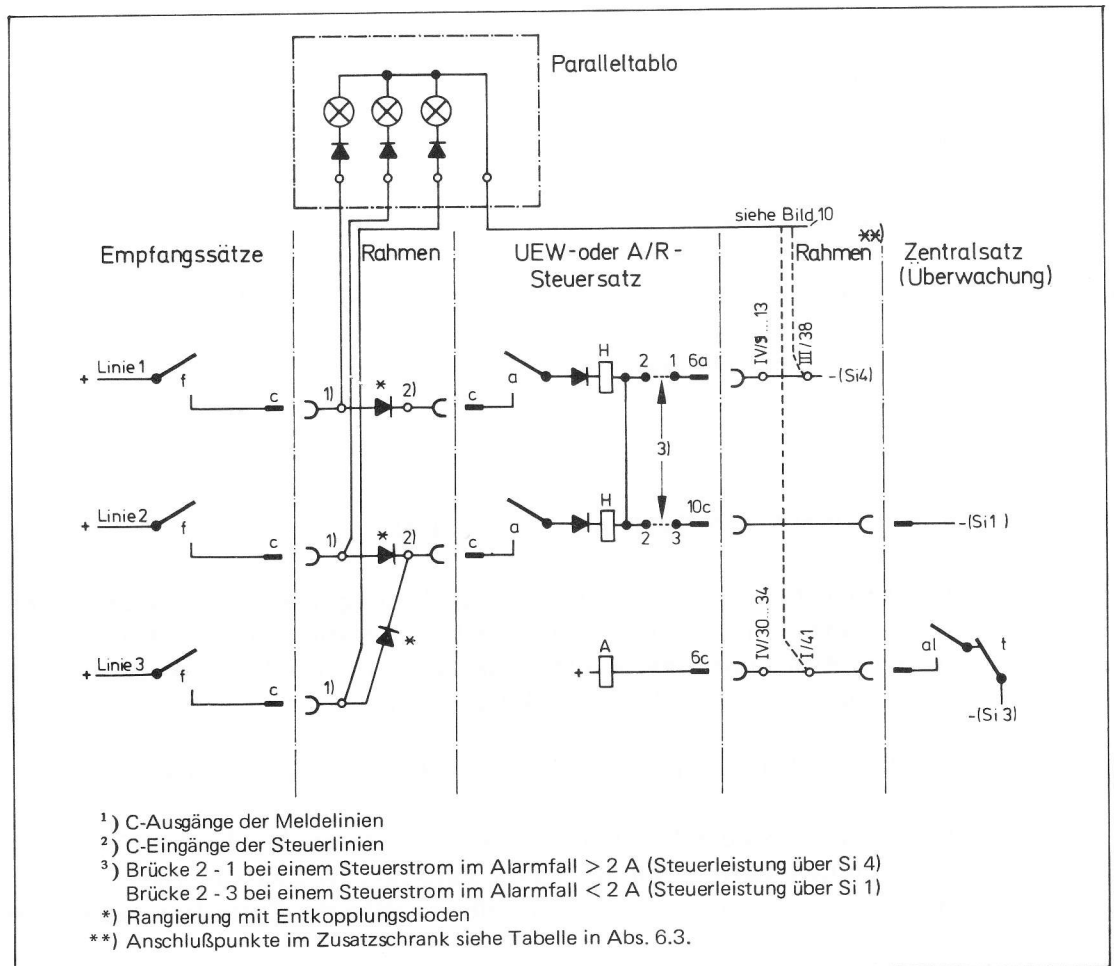 Paralleltablo
siehe Bild 10
Empfangssätze
Rahmen
UEW-oder A/R-
Steuersatz
Rahmen **)
Zentralsatz
(Überwachung)
+ Linie 1
f
c
1)
*
2)
c
a
H
2
1
6a
IV/9...13
III/38
-(Si4)
3)
+ Linie 2
f
c
1)
*
2)
c
a
H
2
3
10c
-(Si1)
*
+ Linie 3
f
c
1)
+
A
6c
IV/30...34
I/41
al
t
-(Si3)
1) C-Ausgänge der Meldelinien
2) C-Eingänge der Steuerlinien
3) Brücke 2 - 1 bei einem Steuerstrom im Alarmfall > 2 A (Steuerleistung über Si 4)
Brücke 2 - 3 bei einem Steuerstrom im Alarmfall < 2 A (Steuerleistung über Si 1)
*) Rangierung mit Entkopplungsdioden
**) Anschlußpunkte im Zusatzschrank siehe Tabelle in Abs. 6.3.